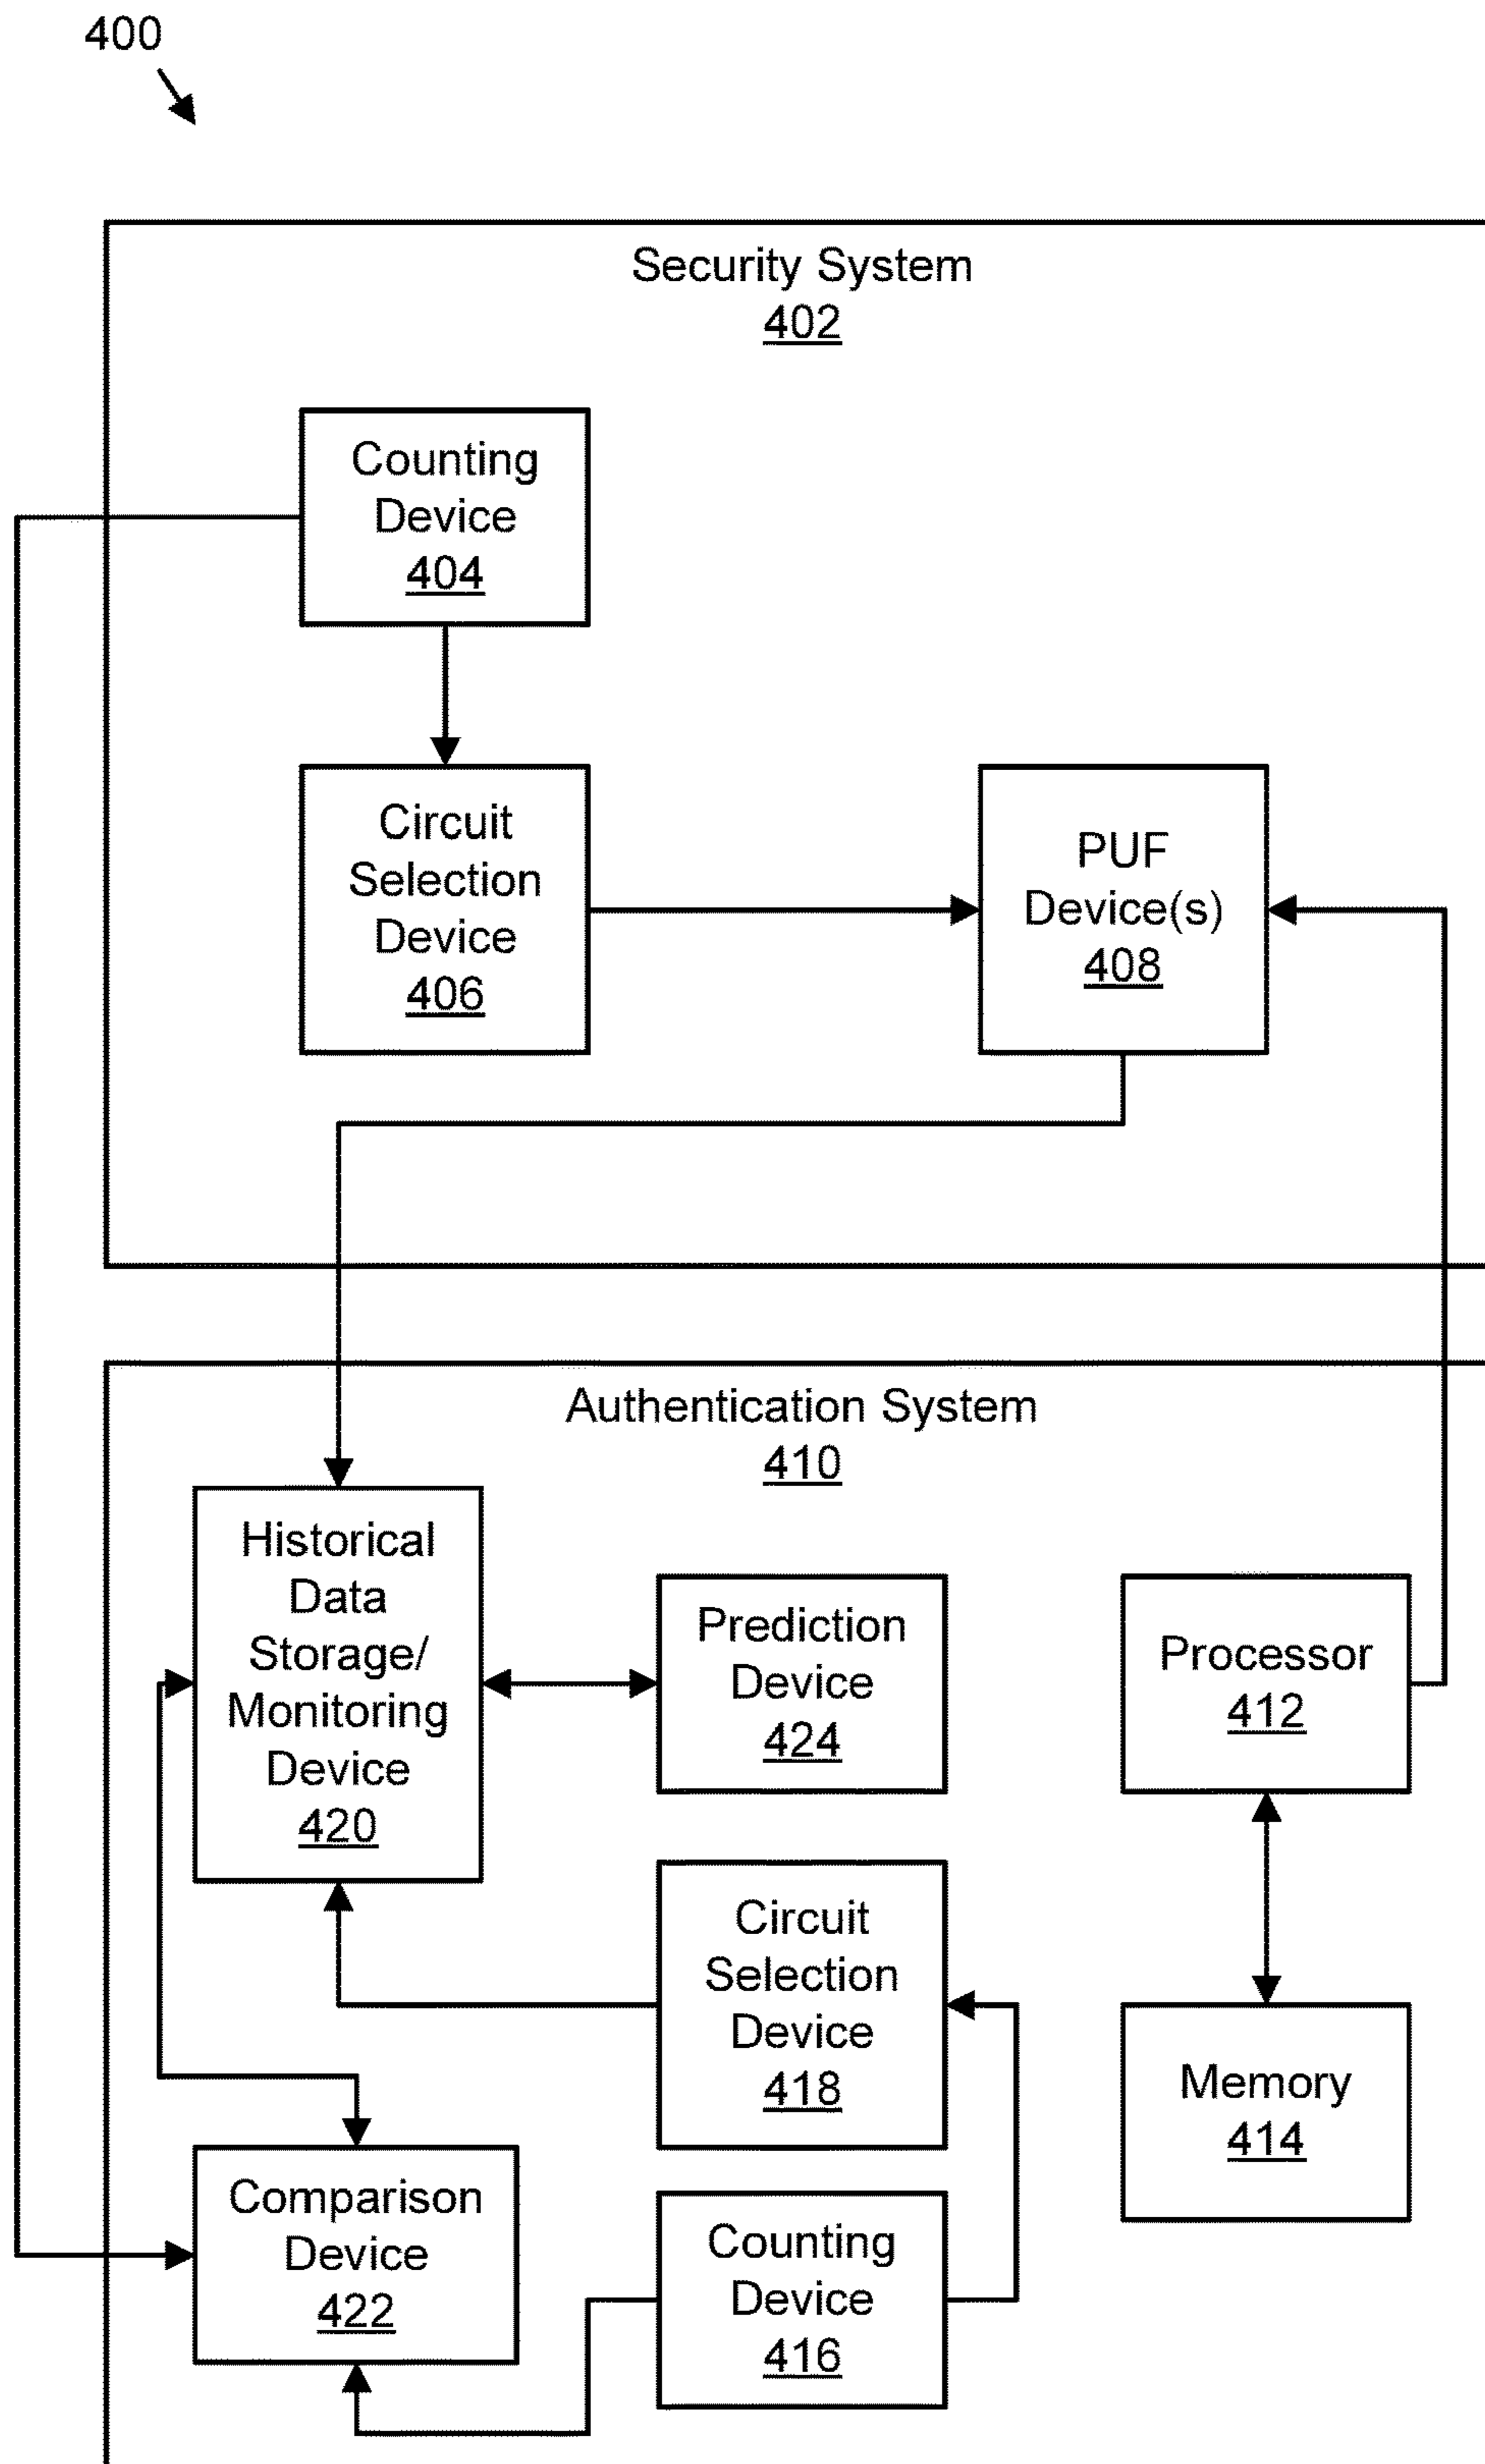 400
Security System
402
Counting
Device
404
Circuit
Selection
Device
406
PUF
Device(s)
408
Authentication System
410
Historical
Data
Storage/
Monitoring
Device
420
Prediction
Device
424
Processor
412
Circuit
Selection
Device
418
Memory
414
Comparison
Device
422
Counting
Device
416